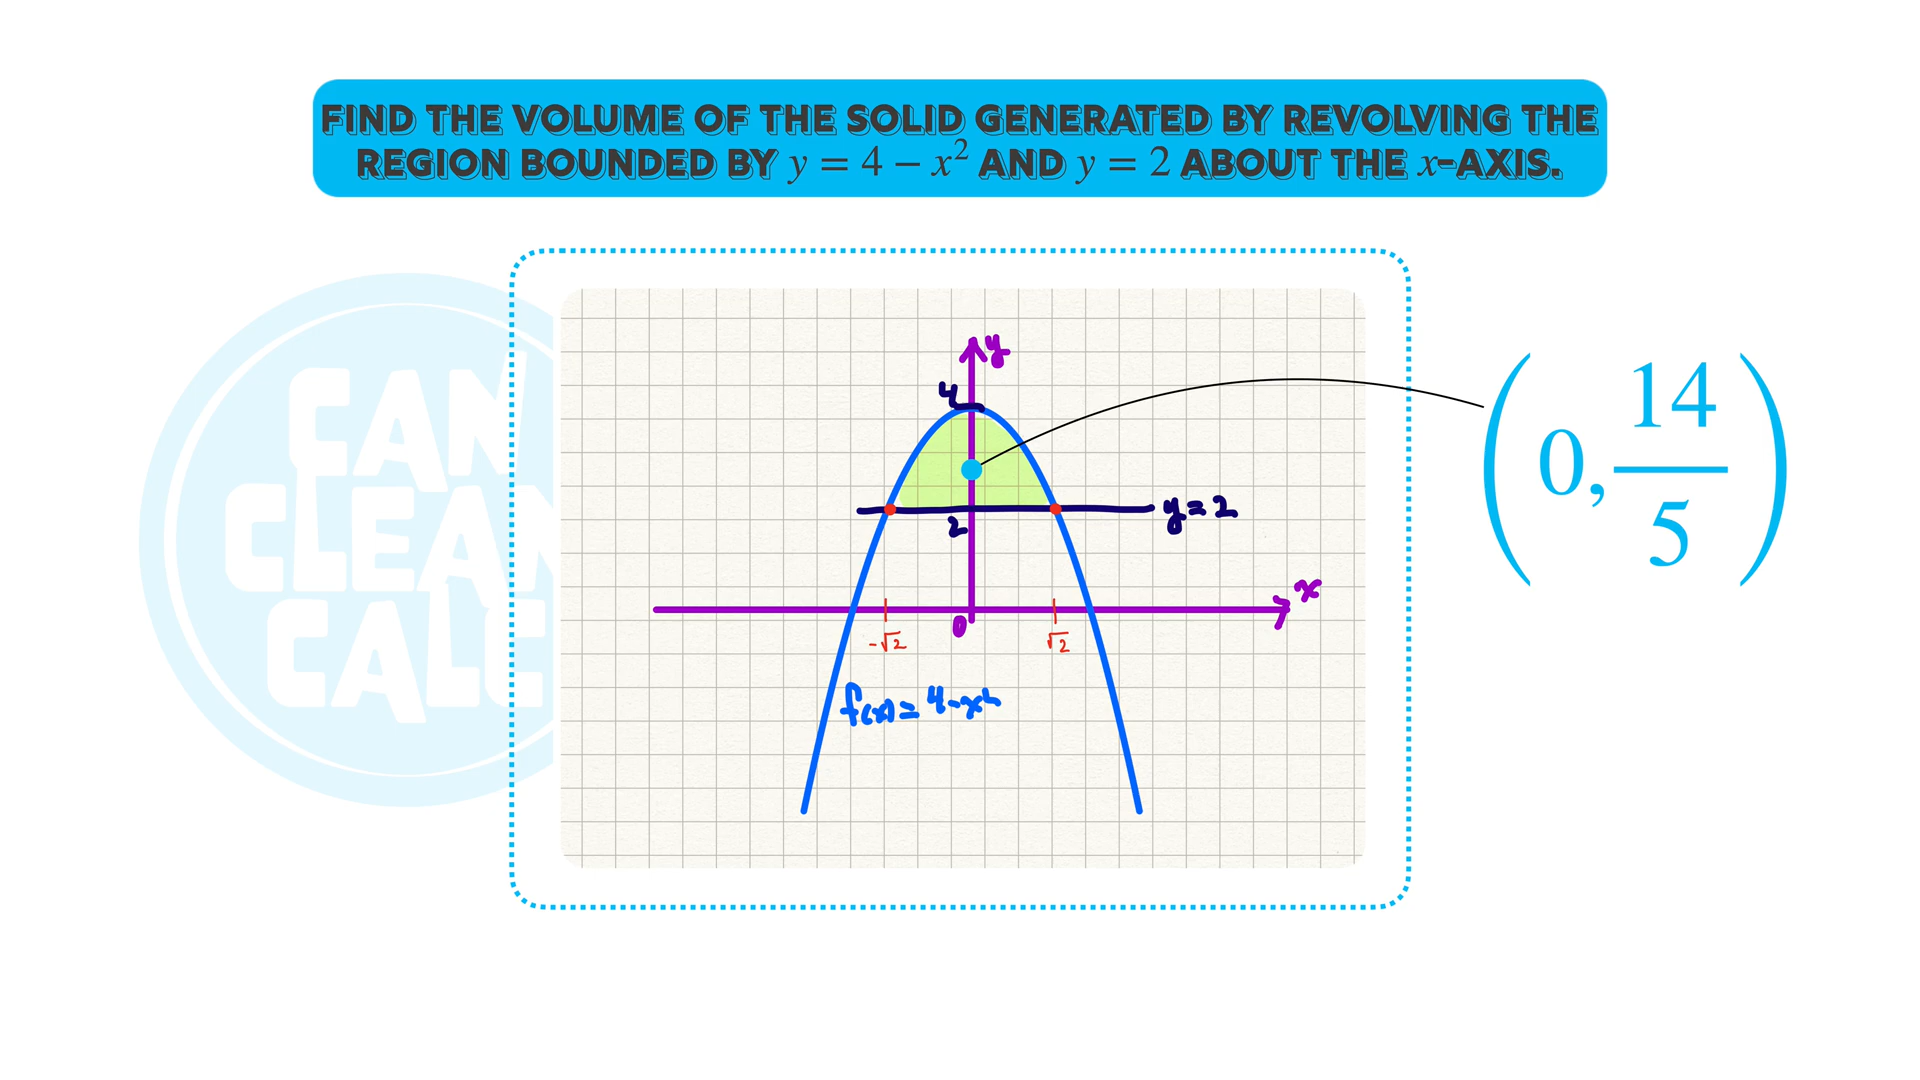 FIND THE VOLUME OF THE SOLID GENERATED BY REVOLVING THE
REGION BOUNDED BY y = 4 − x² AND y = 2 ABOUT THE x-AXIS.
CAN
CLEAN
CALC
y
4
(0, 14/5)
y = 2
2
x
0
-√2
√2
f(x) = 4 - x²